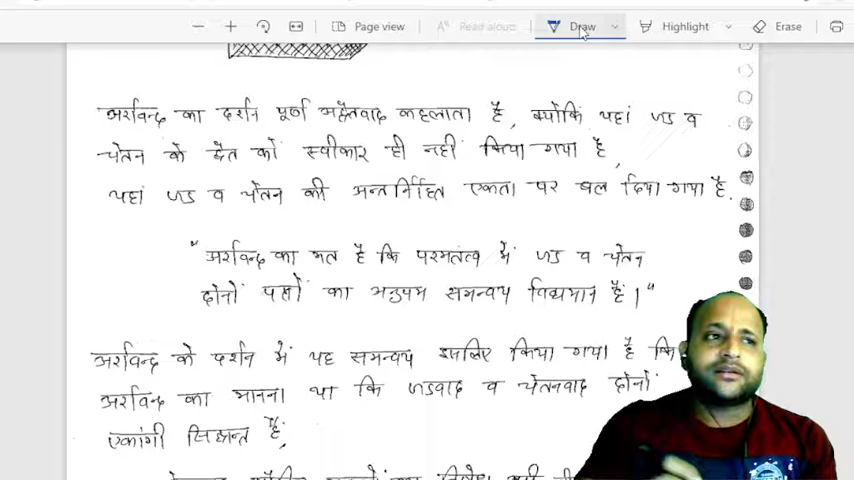 Page view
Read aloud
Draw
Highlight
Erase
अरविन्द का दर्शन पूर्ण अद्वैतवाद कहलाता है, क्योंकि यहां जड व
चेतन के द्वैत को स्वीकार ही नहीं किया गया है,
यहां जड व चेतन की अन्तर्निहित एकता पर बल दिया गया है.
"अरविन्द का मत है कि परमतत्व में जड व चेतन
दोनों पक्षों का अनुपम समन्वय विद्यमान है।"
अरविन्द के दर्शन में यह समन्वय इसलिए किया गया है कि
अरविन्द का मानना था कि जडवाद व चेतनवाद दोनों
एकांगी सिद्धान्त है,